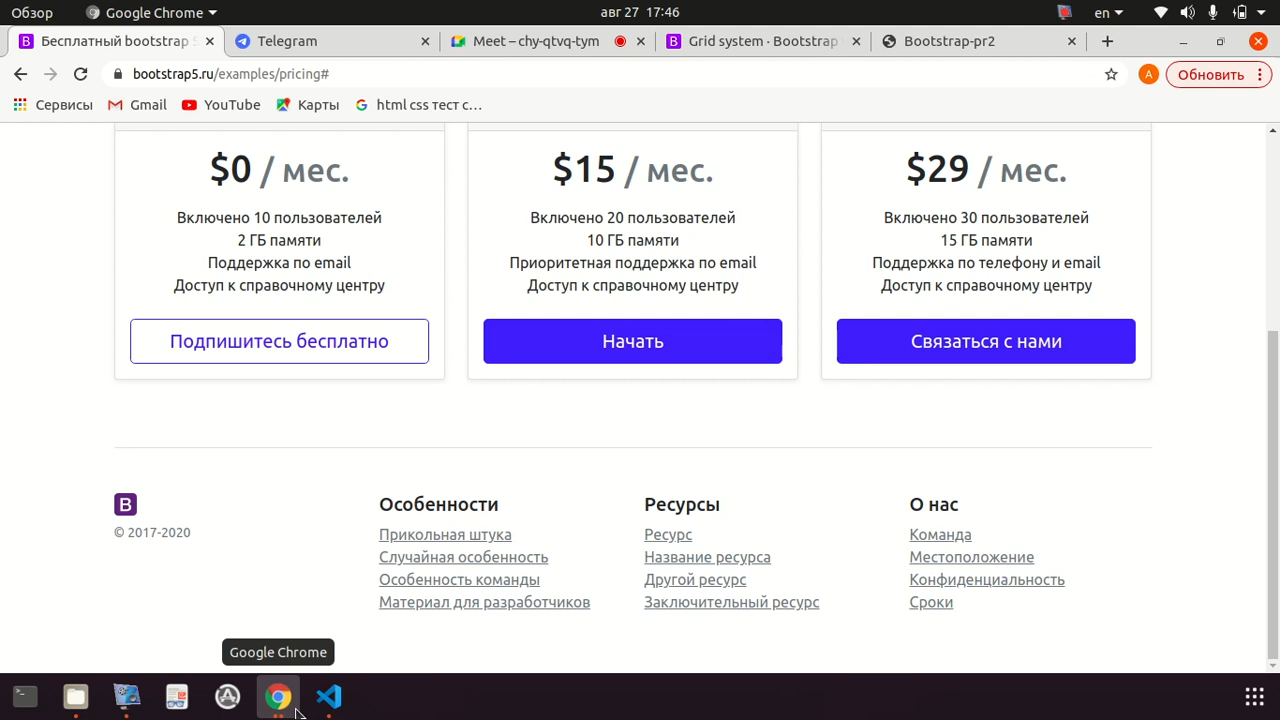 Обзор
Google Chrome
авг 27 17:46
en
Бесплатный bootstrap 5
Telegram
Meet – chy-qtvq-tym
Grid system · Bootstrap
Bootstrap-pr2
bootstrap5.ru/examples/pricing#
A
Обновить
Сервисы
Gmail
YouTube
Карты
html css тест с…
$0 / мес.
Включено 10 пользователей
2 ГБ памяти
Поддержка по email
Доступ к справочному центру
Подпишитесь бесплатно
$15 / мес.
Включено 20 пользователей
10 ГБ памяти
Приоритетная поддержка по email
Доступ к справочному центру
Начать
$29 / мес.
Включено 30 пользователей
15 ГБ памяти
Поддержка по телефону и email
Доступ к справочному центру
Связаться с нами
B
© 2017-2020
Особенности
Прикольная штука
Случайная особенность
Особенность команды
Материал для разработчиков
Ресурсы
Ресурс
Название ресурса
Другой ресурс
Заключительный ресурс
О нас
Команда
Местоположение
Конфиденциальность
Сроки
Google Chrome